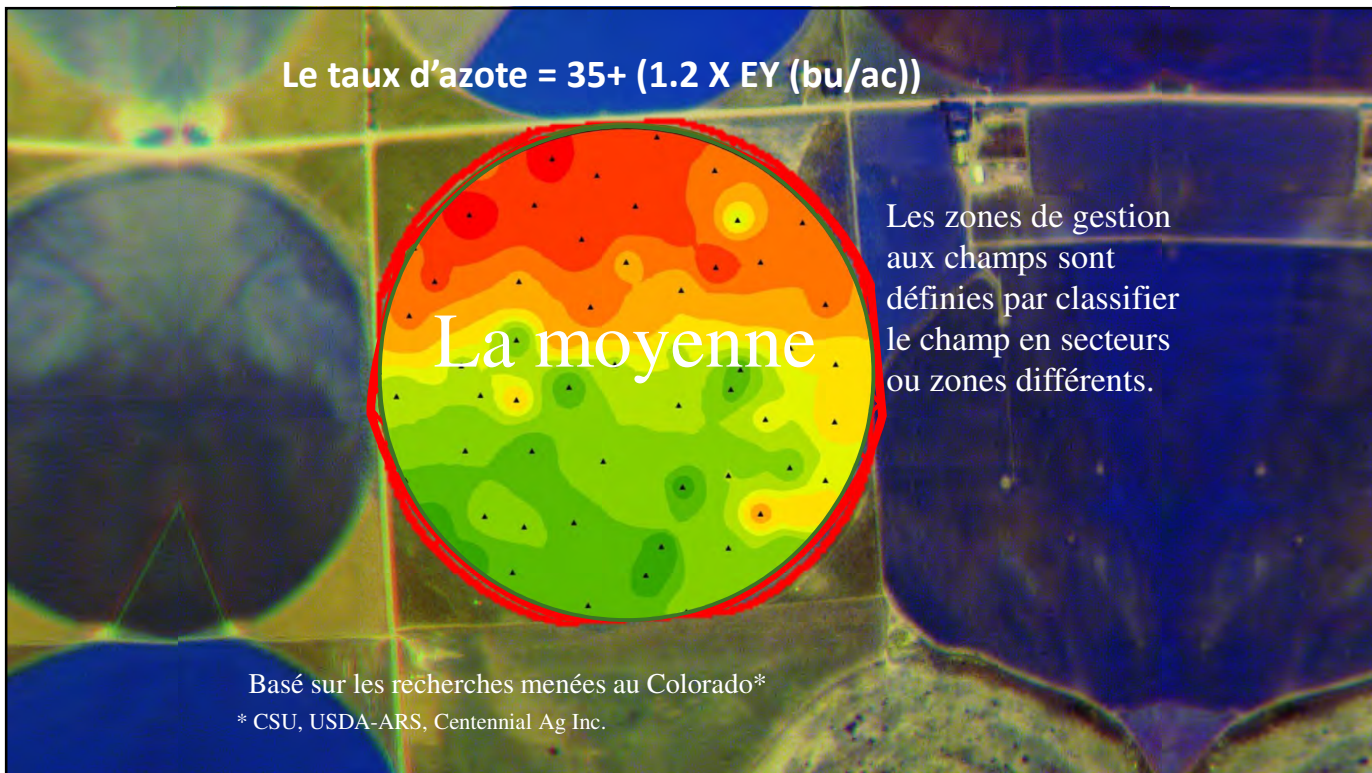 Le taux d’azote = 35+ (1.2 X EY (bu/ac))
Les zones de gestion
aux champs sont
définies par classifier
le champ en secteurs
ou zones différents.
La moyenne
Basé sur les recherches menées au Colorado*
* CSU, USDA-ARS, Centennial Ag Inc.